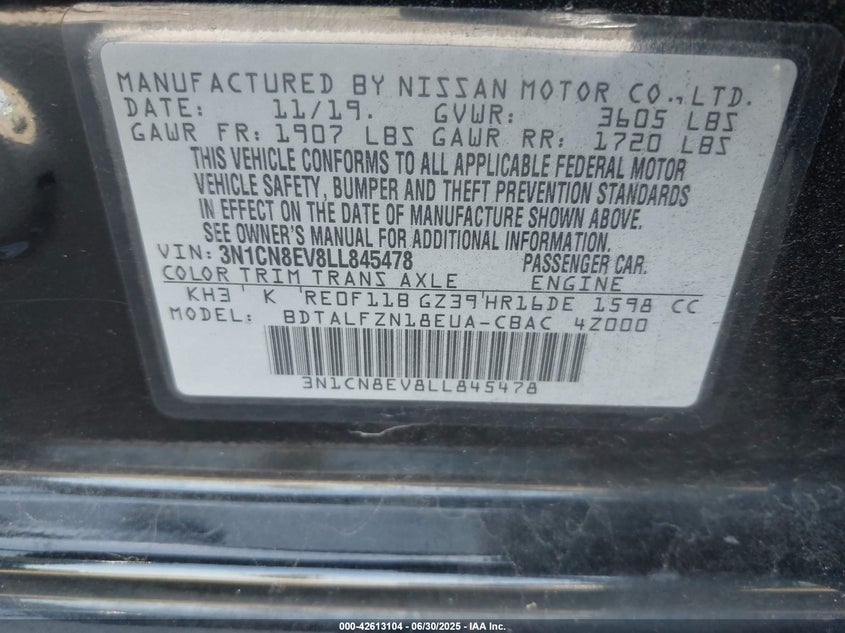 MANUFACTURED BY NISSAN MOTOR CO., LTD.
DATE: 11/19. GVWR: 3605 LBS
GAWR FR: 1907 LBS GAWR RR: 1720 LBS
THIS VEHICLE CONFORMS TO ALL APPLICABLE FEDERAL MOTOR
VEHICLE SAFETY, BUMPER AND THEFT PREVENTION STANDARDS
IN EFFECT ON THE DATE OF MANUFACTURE SHOWN ABOVE.
SEE OWNER'S MANUAL FOR ADDITIONAL INFORMATION.
VIN: 3N1CN8EV8LL845478 PASSENGER CAR.
COLOR TRIM TRANS AXLE ENGINE
KH3 K RE0F11B GZ39 HR16DE 1598 CC
MODEL: BDTALFZN18EUA-CBAC 4Z000
3N1CN8EV8LL845478
000-42613104 - 06/30/2025 - IAA Inc.